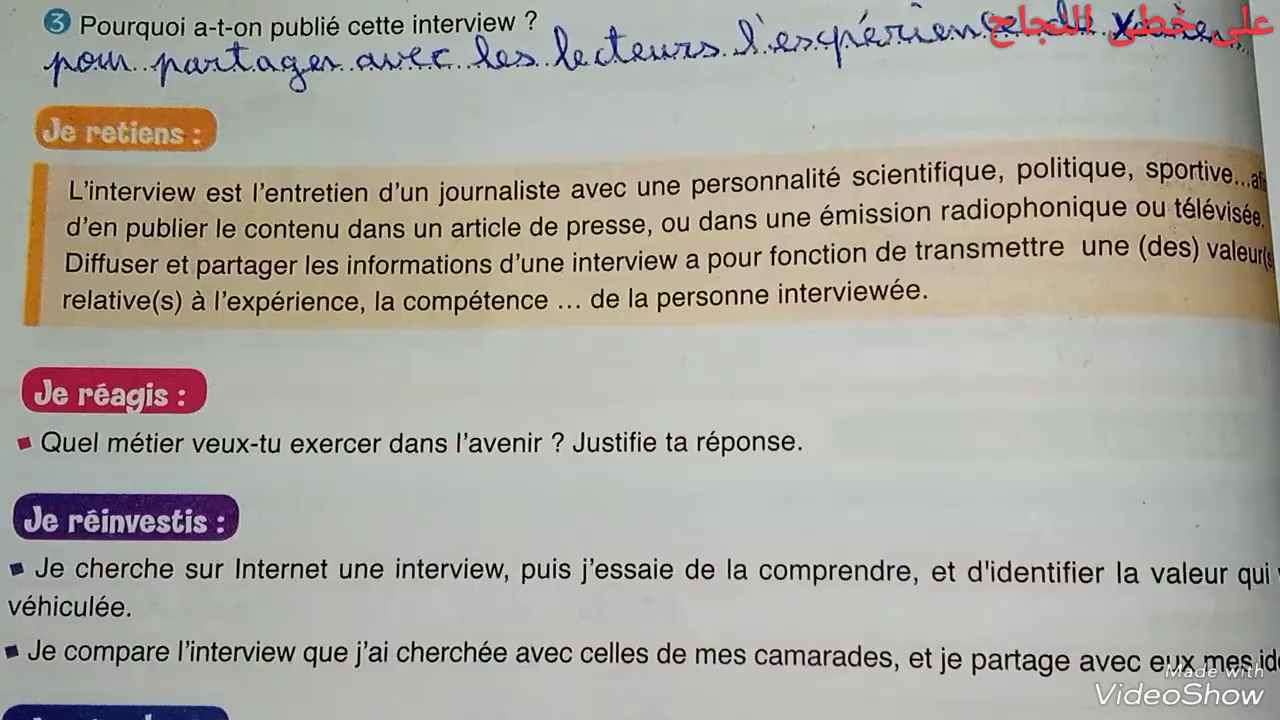 3 Pourquoi a-t-on publié cette interview ?
على خطى النجاح
pour partager avec les lecteurs l'expérience de
Je retiens :
L'interview est l'entretien d'un journaliste avec une personnalité scientifique, politique, sportive...afi
d'en publier le contenu dans un article de presse, ou dans une émission radiophonique ou télévisée.
Diffuser et partager les informations d'une interview a pour fonction de transmettre une (des) valeur(s
relative(s) à l'expérience, la compétence ... de la personne interviewée.
Je réagis :
Quel métier veux-tu exercer dans l'avenir ? Justifie ta réponse.
Je réinvestis :
Je cherche sur Internet une interview, puis j'essaie de la comprendre, et d'identifier la valeur qui
véhiculée.
Je compare l'interview que j'ai cherchée avec celles de mes camarades, et je partage avec eux mes idé
Made with
VideoShow